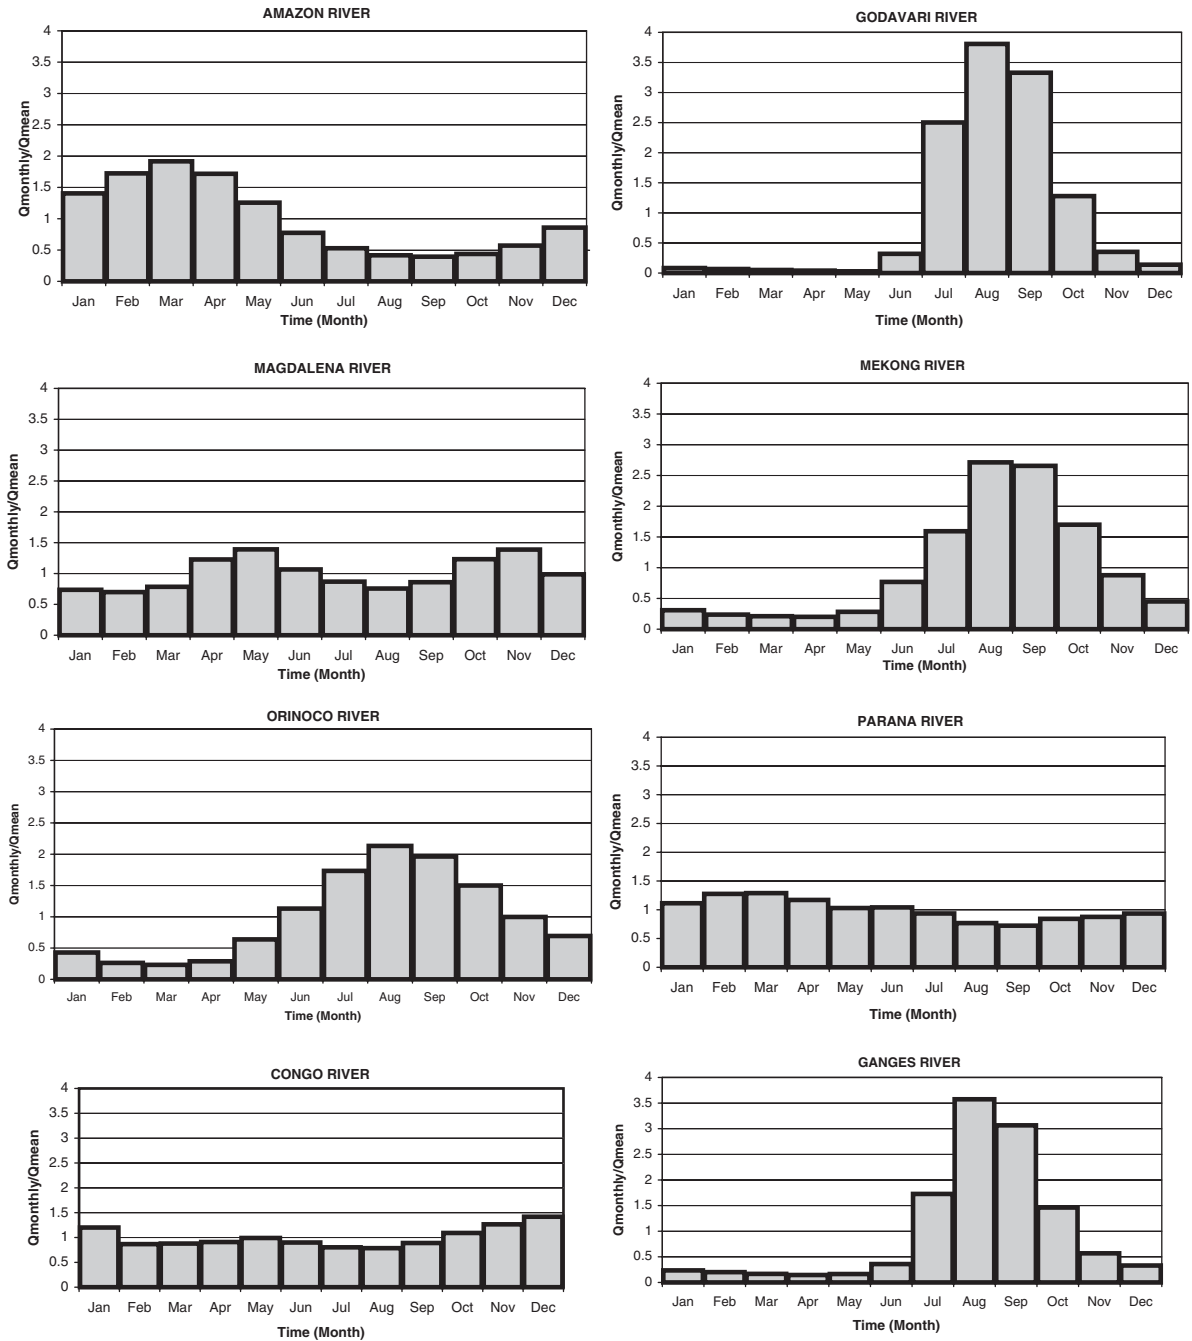 AMAZON RIVER
Qmonthly/Qmean
4
3.5
3
2.5
2
1.5
1
0.5
0
Jan Feb Mar Apr May Jun Jul Aug Sep Oct Nov Dec
Time (Month)
GODAVARI RIVER
Qmonthly/Qmean
4
3.5
3
2.5
2
1.5
1
0.5
0
Jan Feb Mar Apr May Jun Jul Aug Sep Oct Nov Dec
Time (Month)
MAGDALENA RIVER
Qmonthly/Qmean
4
3.5
3
2.5
2
1.5
1
0.5
0
Jan Feb Mar Apr May Jun Jul Aug Sep Oct Nov Dec
Time (Month)
MEKONG RIVER
Qmonthly/Qmean
4
3.5
3
2.5
2
1.5
1
0.5
0
Jan Feb Mar Apr May Jun Jul Aug Sep Oct Nov Dec
Time (Month)
ORINOCO RIVER
Qmonthly/Qmean
4
3.5
3
2.5
2
1.5
1
0.5
0
Jan Feb Mar Apr May Jun Jul Aug Sep Oct Nov Dec
Time (Month)
PARANA RIVER
Qmonthly/Qmean
4
3.5
3
2.5
2
1.5
1
0.5
0
Jan Feb Mar Apr May Jun Jul Aug Sep Oct Nov Dec
Time (Month)
CONGO RIVER
Qmonthly/Qmean
4
3.5
3
2.5
2
1.5
1
0.5
0
Jan Feb Mar Apr May Jun Jul Aug Sep Oct Nov Dec
Time (Month)
GANGES RIVER
Qmonthly/Qmean
4
3.5
3
2.5
2
1.5
1
0.5
0
Jan Feb Mar Apr May Jun Jul Aug Sep Oct Nov Dec
Time (Month)